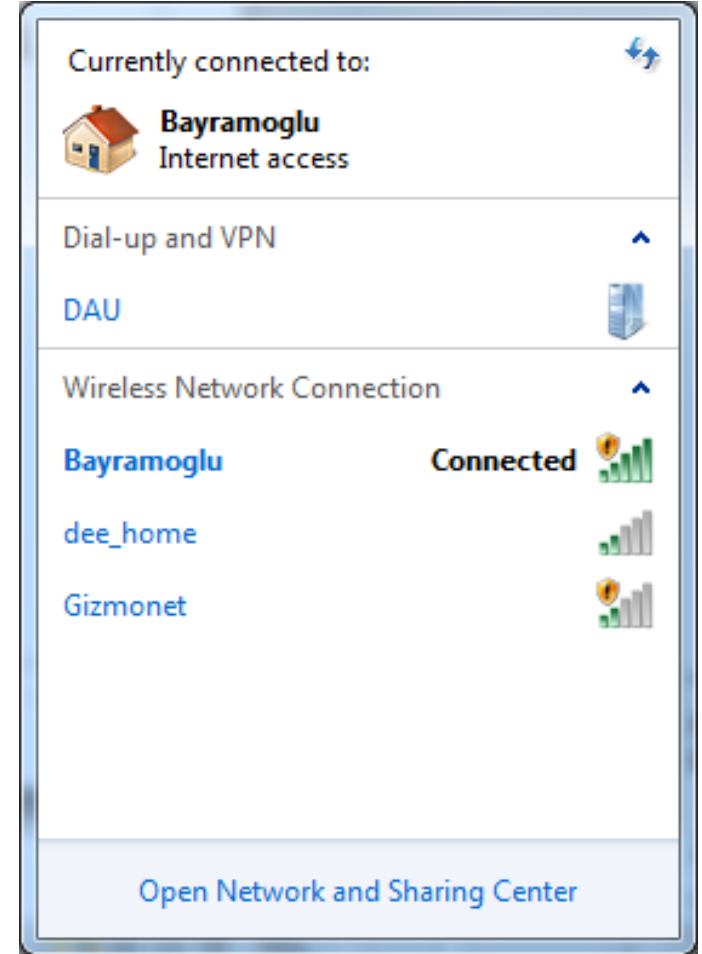 Currently connected to:
Bayramoglu
Internet access
Dial-up and VPN
DAU
Wireless Network Connection
Bayramoglu Connected
dee_home
Gizmonet
Open Network and Sharing Center